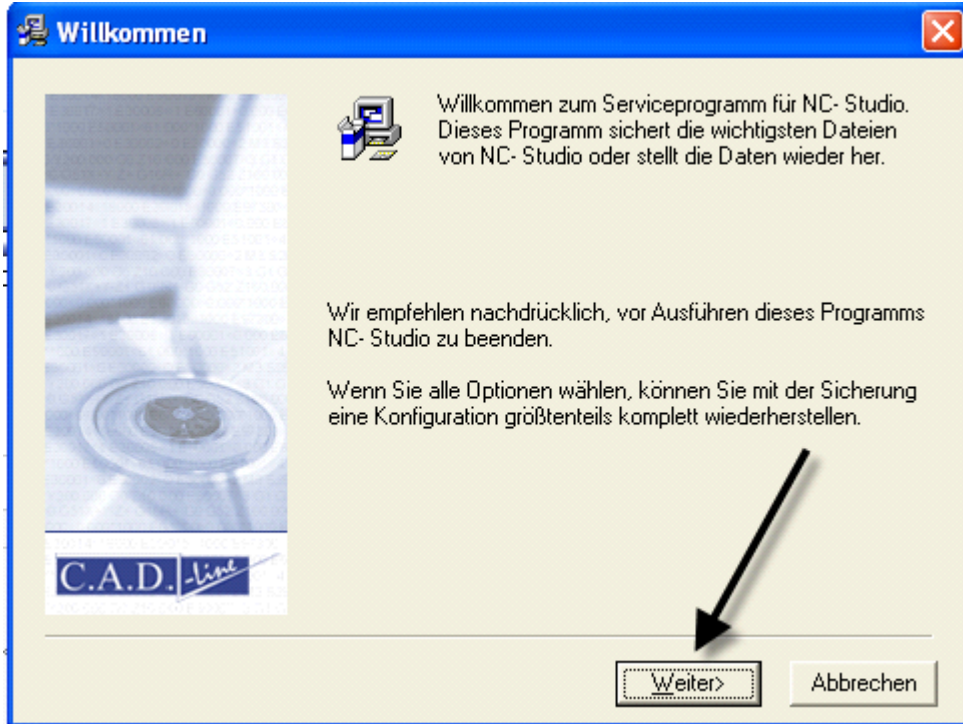 Willkommen
Willkommen zum Serviceprogramm für NC- Studio.
Dieses Programm sichert die wichtigsten Dateien
von NC- Studio oder stellt die Daten wieder her.
Wir empfehlen nachdrücklich, vor Ausführen dieses Programms
NC- Studio zu beenden.
Wenn Sie alle Optionen wählen, können Sie mit der Sicherung
eine Konfiguration größtenteils komplett wiederherstellen.
C.A.D.-line
Weiter>
Abbrechen